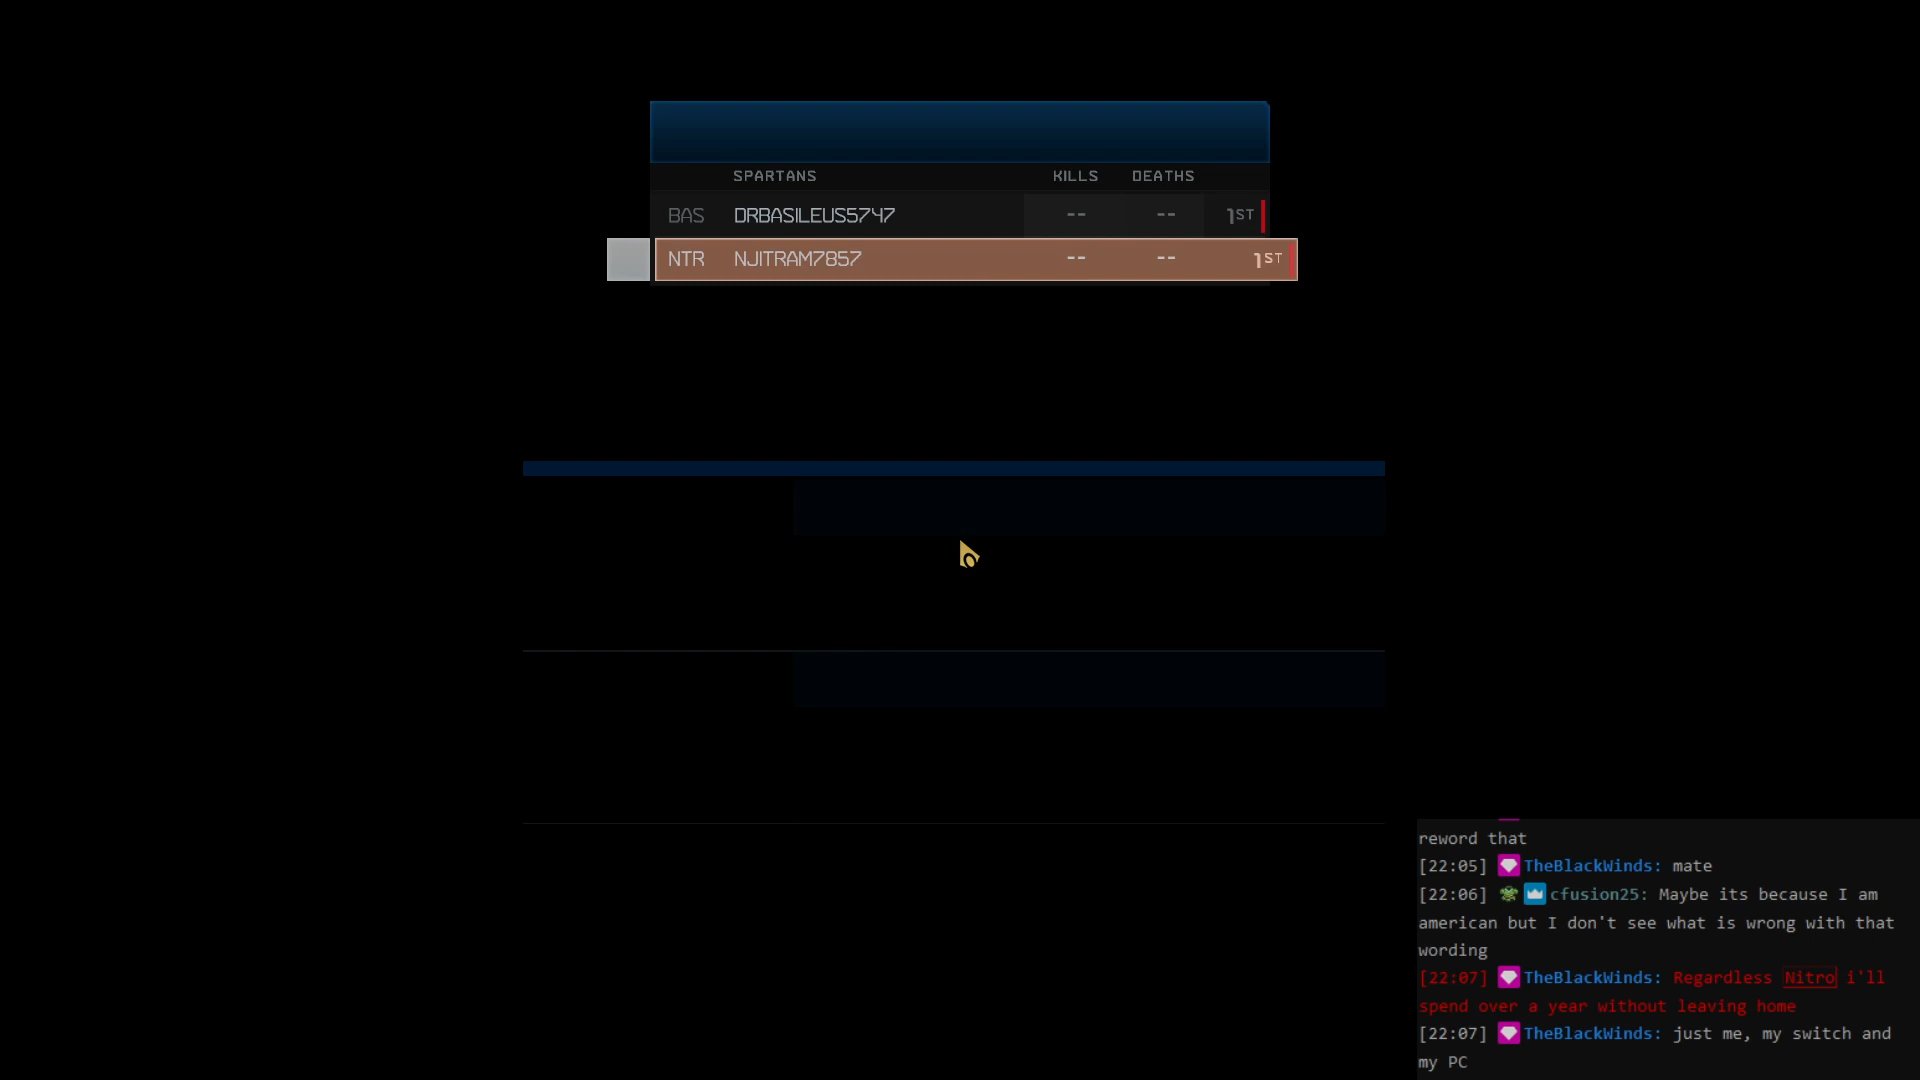 SPARTANS KILLS DEATHS
BAS DRBASILEUS5747 -- -- 1ST
NTR NJITRAM7857 -- -- 1ST
reword that
[22:05] TheBlackWinds: mate
[22:06] cfusion25: Maybe its because I am
american but I don't see what is wrong with that
wording
[22:07] TheBlackWinds: Regardless Nitro i'll
spend over a year without leaving home
[22:07] TheBlackWinds: just me, my switch and
my PC